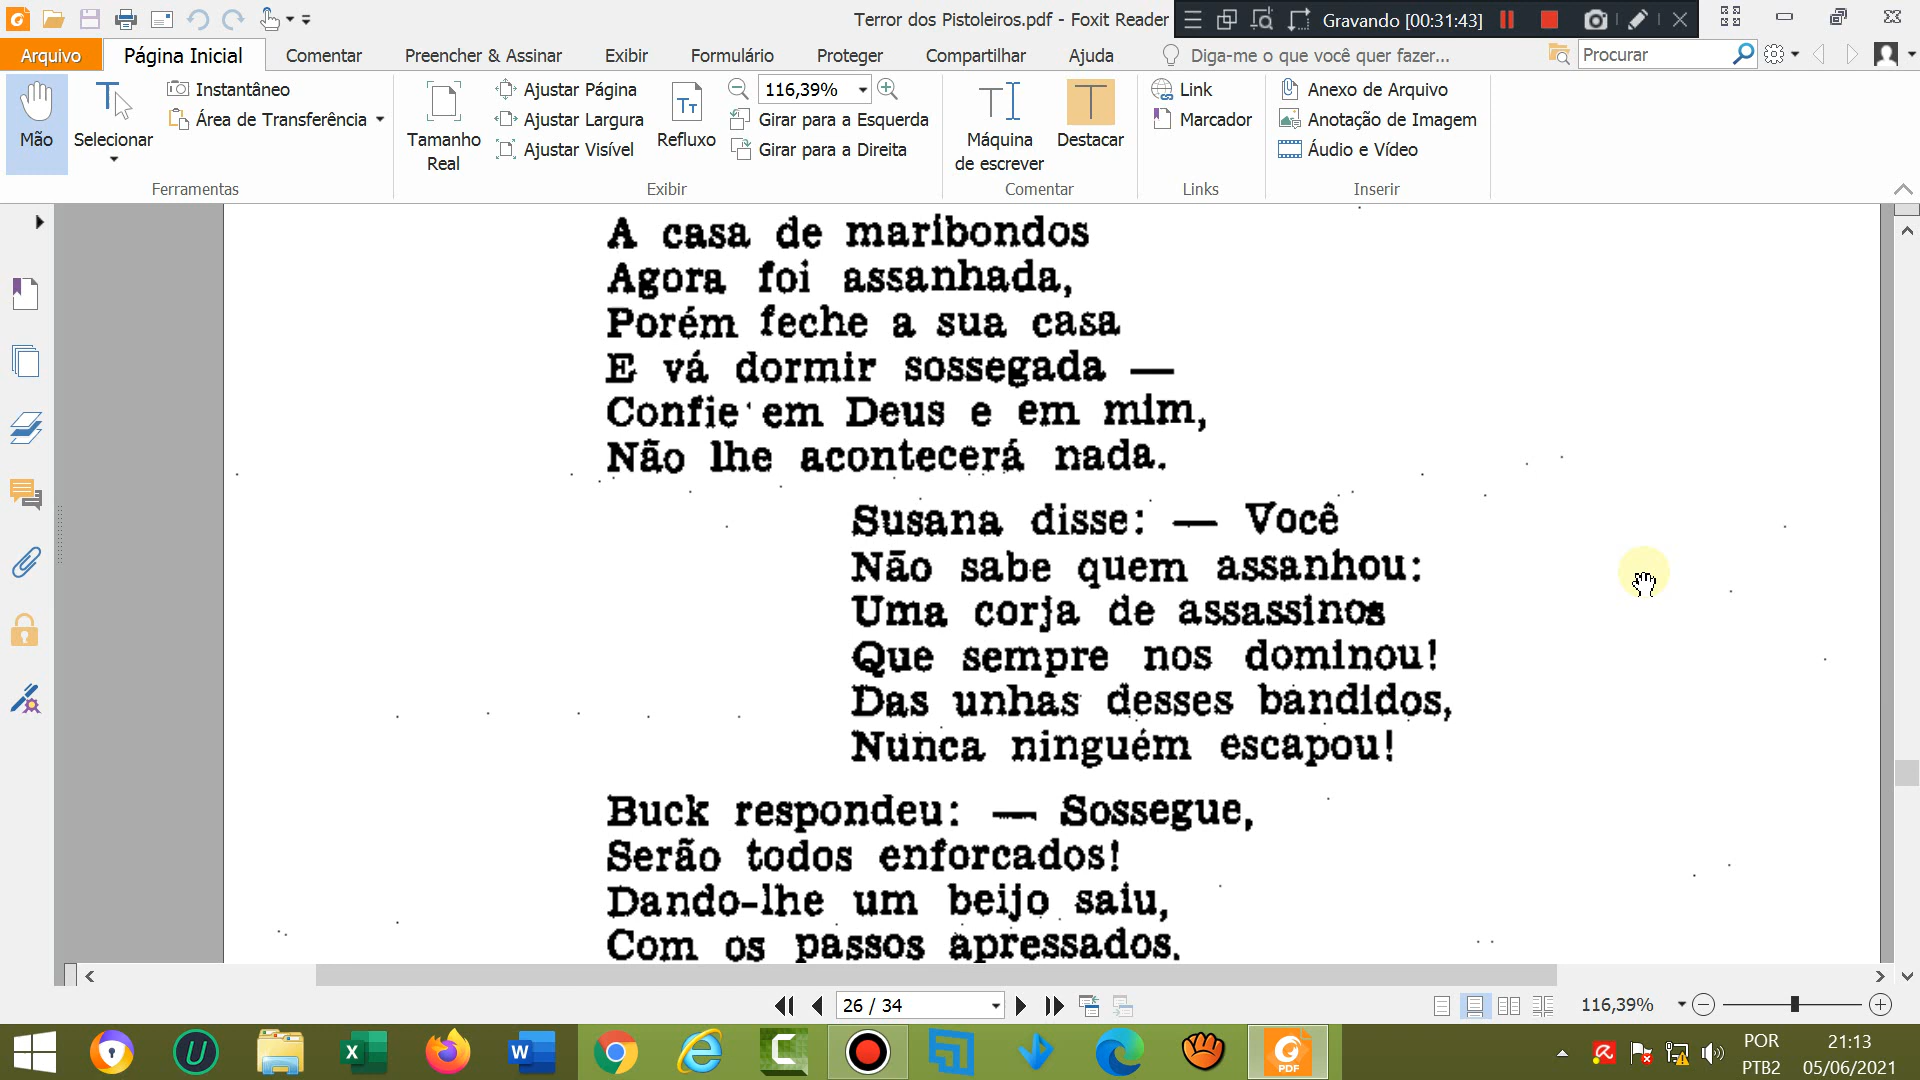 Terror dos Pistoleiros.pdf - Foxit Reader
Gravando [00:31:43]
Arquivo
Página Inicial
Comentar
Preencher & Assinar
Exibir
Formulário
Proteger
Compartilhar
Ajuda
Diga-me o que você quer fazer...
Procurar
Mão
Selecionar
Instantâneo
Área de Transferência
Ferramentas
Tamanho
Real
Ajustar Página
Ajustar Largura
Ajustar Visível
Refluxo
116,39%
Girar para a Esquerda
Girar para a Direita
Exibir
Máquina
de escrever
Destacar
Comentar
Link
Marcador
Links
Anexo de Arquivo
Anotação de Imagem
Áudio e Vídeo
Inserir
A casa de maribondos
Agora foi assanhada,
Porém feche a sua casa
E vá dormir sossegada —
Confie em Deus e em mim,
Não lhe acontecerá nada.
Susana disse: — Você
Não sabe quem assanhou:
Uma corja de assassinos
Que sempre nos dominou!
Das unhas desses bandidos,
Nunca ninguém escapou!
Buck respondeu: — Sossegue,
Serão todos enforcados!
Dando-lhe um beijo saiu,
Com os passos apressados.
26 / 34
116,39%
POR
PTB2
21:13
05/06/2021